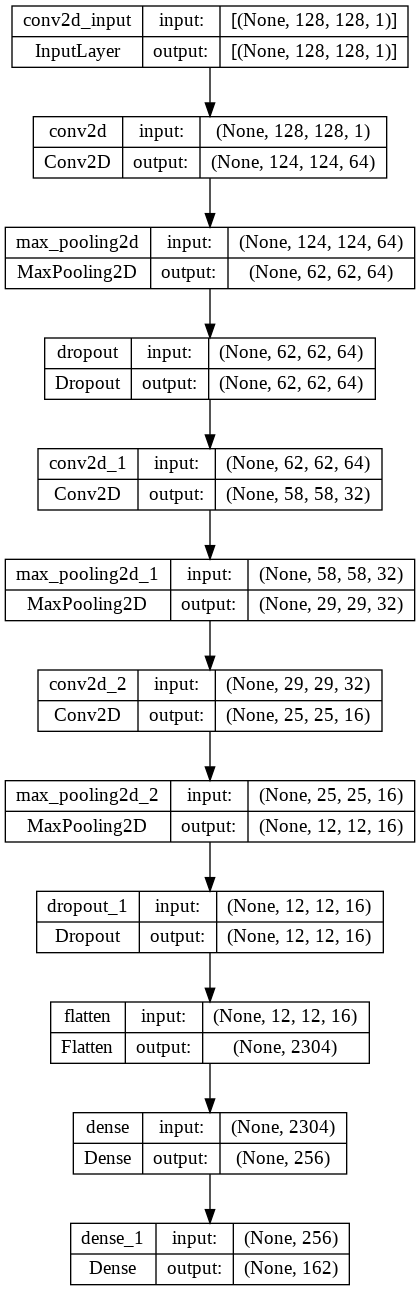 conv2d_input input: [(None, 128, 128, 1)]
InputLayer output: [(None, 128, 128, 1)]
conv2d input: (None, 128, 128, 1)
Conv2D output: (None, 124, 124, 64)
max_pooling2d input: (None, 124, 124, 64)
MaxPooling2D output: (None, 62, 62, 64)
dropout input: (None, 62, 62, 64)
Dropout output: (None, 62, 62, 64)
conv2d_1 input: (None, 62, 62, 64)
Conv2D output: (None, 58, 58, 32)
max_pooling2d_1 input: (None, 58, 58, 32)
MaxPooling2D output: (None, 29, 29, 32)
conv2d_2 input: (None, 29, 29, 32)
Conv2D output: (None, 25, 25, 16)
max_pooling2d_2 input: (None, 25, 25, 16)
MaxPooling2D output: (None, 12, 12, 16)
dropout_1 input: (None, 12, 12, 16)
Dropout output: (None, 12, 12, 16)
flatten input: (None, 12, 12, 16)
Flatten output: (None, 2304)
dense input: (None, 2304)
Dense output: (None, 256)
dense_1 input: (None, 256)
Dense output: (None, 162)